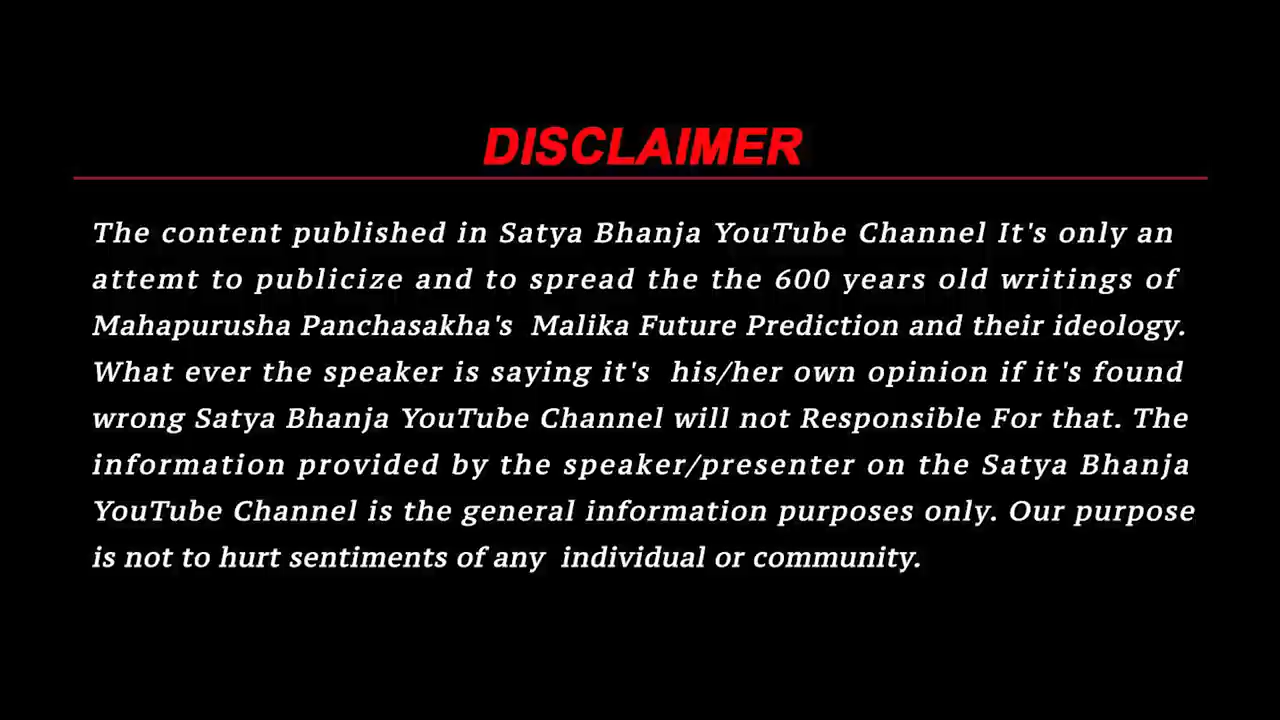 DISCLAIMER
The content published in Satya Bhanja YouTube Channel It's only an
attemt to publicize and to spread the the 600 years old writings of
Mahapurusha Panchasakha's Malika Future Prediction and their ideology.
What ever the speaker is saying it's his/her own opinion if it's found
wrong Satya Bhanja YouTube Channel will not Responsible For that. The
information provided by the speaker/presenter on the Satya Bhanja
YouTube Channel is the general information purposes only. Our purpose
is not to hurt sentiments of any individual or community.